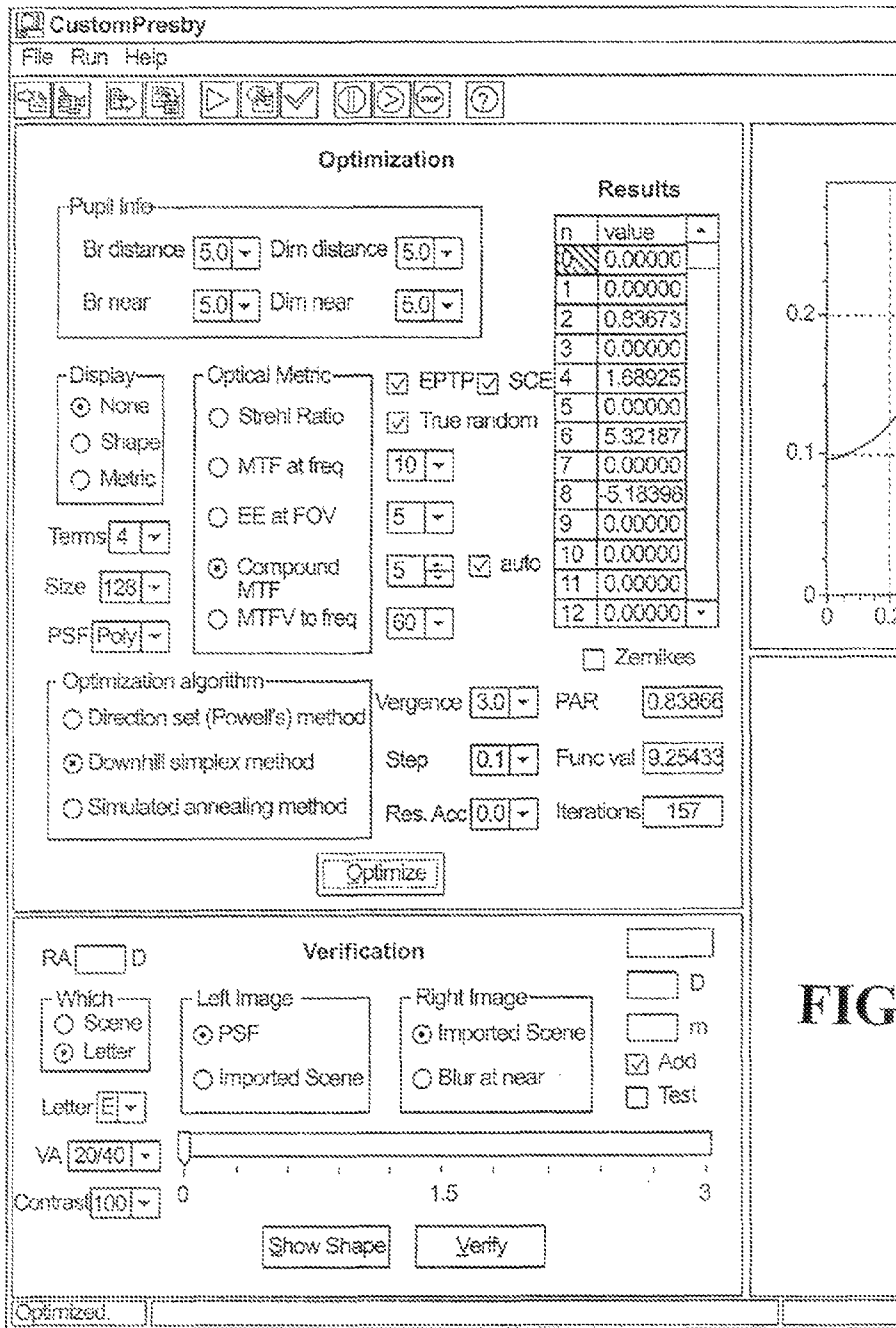 CustomPresby
File Run Help
STOP ?
Optimization
Pupil Info
Br distance 5.0 Dim distance 5.0
Br near 5.0 Dim near 5.0
Results
n value
0 0.00000
1 0.00000
2 0.83673
3 0.00000
4 1.68925
5 0.00000
6 5.32187
7 0.00000
8 -5.18398
9 0.00000
10 0.00000
11 0.00000
12 0.00000
Display
None
Shape
Metric
Terms 4
Size 128
PSF Poly
Optical Metric
Strehl Ratio
MTF at freq
EE at FOV
Compound
MTF
MTFV to freq
EPTP SCE
True random
10
5
5 auto
60
Zernikes
Optimization algorithm
Direction set (Powell's) method
Downhill simplex method
Simulated annealing method
Vergence 3.0 PAR 0.83866
Step 0.1 Func val 9.25433
Res. Acc 0.0 Iterations 157
Optimize
0.2
0.1
0
0 0.2
Verification
RA D
Which
Scene
Letter
Left Image
PSF
Imported Scene
Right Image
Imported Scene
Blur at near
D
m
Add
Test
Letter E
VA 20/40
Contrast 100
0 1.5 3
Show Shape Verify
FIG
Optimized.